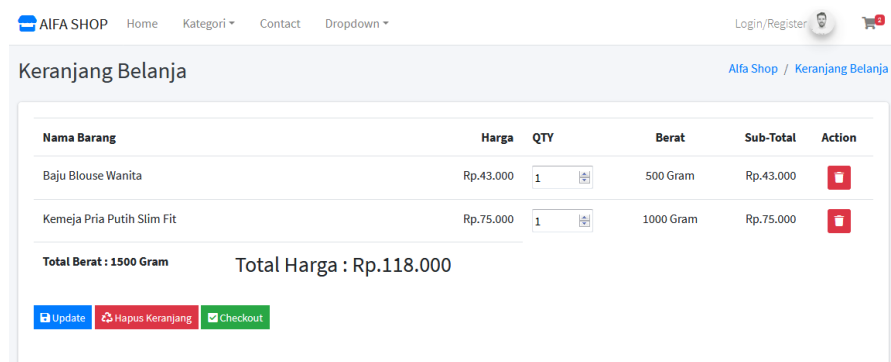 AlFA SHOP Home Kategori Contact Dropdown Login/Register 2
Keranjang Belanja Alfa Shop / Keranjang Belanja
Nama Barang Harga QTY Berat Sub-Total Action
Baju Blouse Wanita Rp.43.000 1 500 Gram Rp.43.000
Kemeja Pria Putih Slim Fit Rp.75.000 1 1000 Gram Rp.75.000
Total Berat : 1500 Gram Total Harga : Rp.118.000
Update Hapus Keranjang Checkout